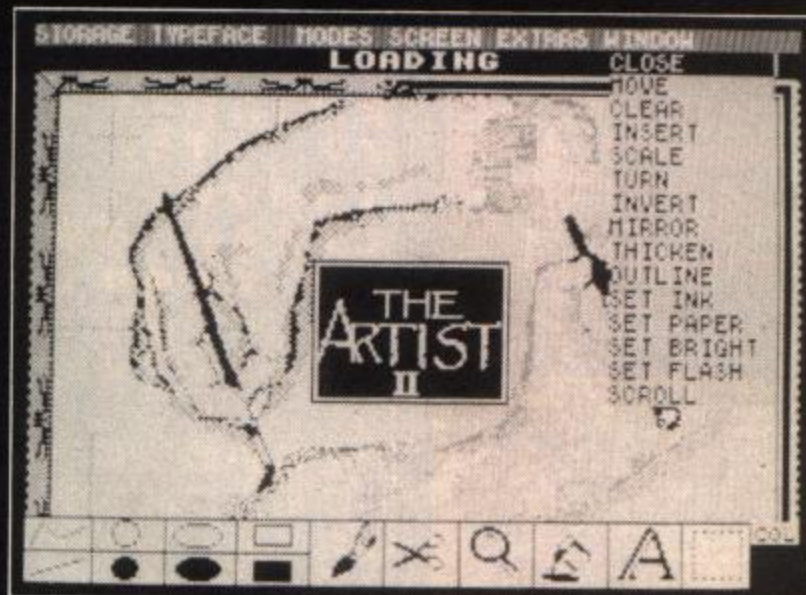 STORAGE TYPEFACE MODES SCREEN EXTRAS WINDOW
LOADING
CLOSE
MOVE
CLEAR
INSERT
SCALE
TURN
INVERT
MIRROR
THICKEN
OUTLINE
SET INK
SET PAPER
SET BRIGHT
SET FLASH
SCROLL
THE
ARTIST
II
A
COL